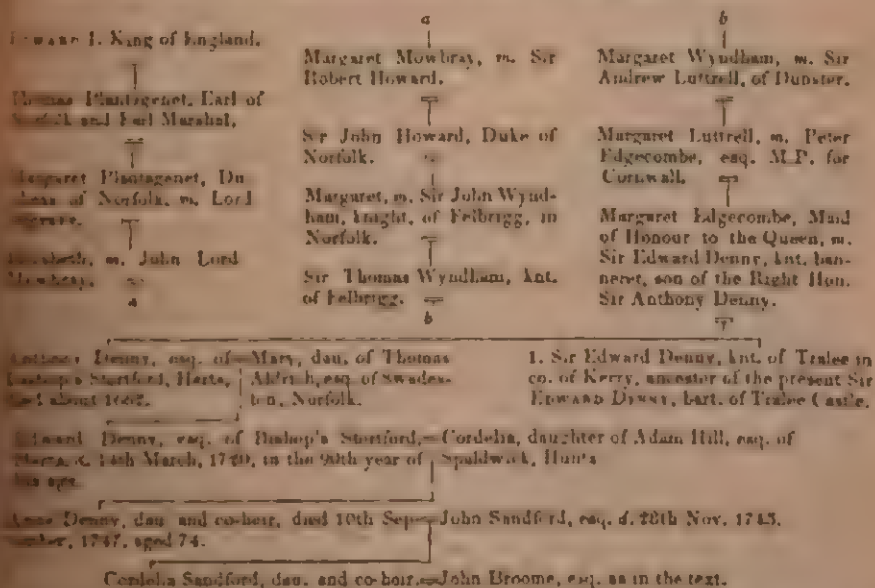 EDWARD I. King of England.
Thomas Plantagenet, Earl of
Norfolk and Earl Marshal.
Margaret Plantagenet, Du-
chess of Norfolk, m. Lord
Elizabeth, m. John Lord
Mowbray.
a
a
Margaret Mowbray, m. Sir
Robert Howard.
Sir John Howard, Duke of
Norfolk.
Margaret, m. Sir John Wynd-
ham, knight, of Felbrigg, in
Norfolk.
Sir Thomas Wyndham, knt.
of Felbrigg.
b
b
Margaret Wyndham, m. Sir
Andrew Luttrell, of Dunster.
Margaret Luttrell, m. Peter
Edgecombe, esq. M.P. for
Cornwall.
Margaret Edgecombe, Maid
of Honour to the Queen, m.
Sir Edward Denny, knt. ban-
neret, son of the Right Hon.
Sir Anthony Denny.
Anthony Denny, esq. of
Bishop's Stortford, Herts,
died about
Mary, dau. of Thomas
Aldrich, esq. of Swades-
ton, Norfolk.
1. Sir Edward Denny, knt. of Tralee in
co. of Kerry, ancestor of the present Sir
EDWARD DENNY, bart. of Tralee Castle.
Edward Denny, esq. of Bishop's Stortford,
Herts, d. 14th March, in the year of
his age.
Cordelia, daughter of Adam Hill, esq. of
Spaldwick, Hunts
Anne Denny, dau. and co-heir, died 10th Sep-
tember, 1747, aged 74.
John Sandford, esq. d. 28th Nov. 1745.
Cordelia Sandford, dau. and co-heir. John Broome, esq. as in the text.